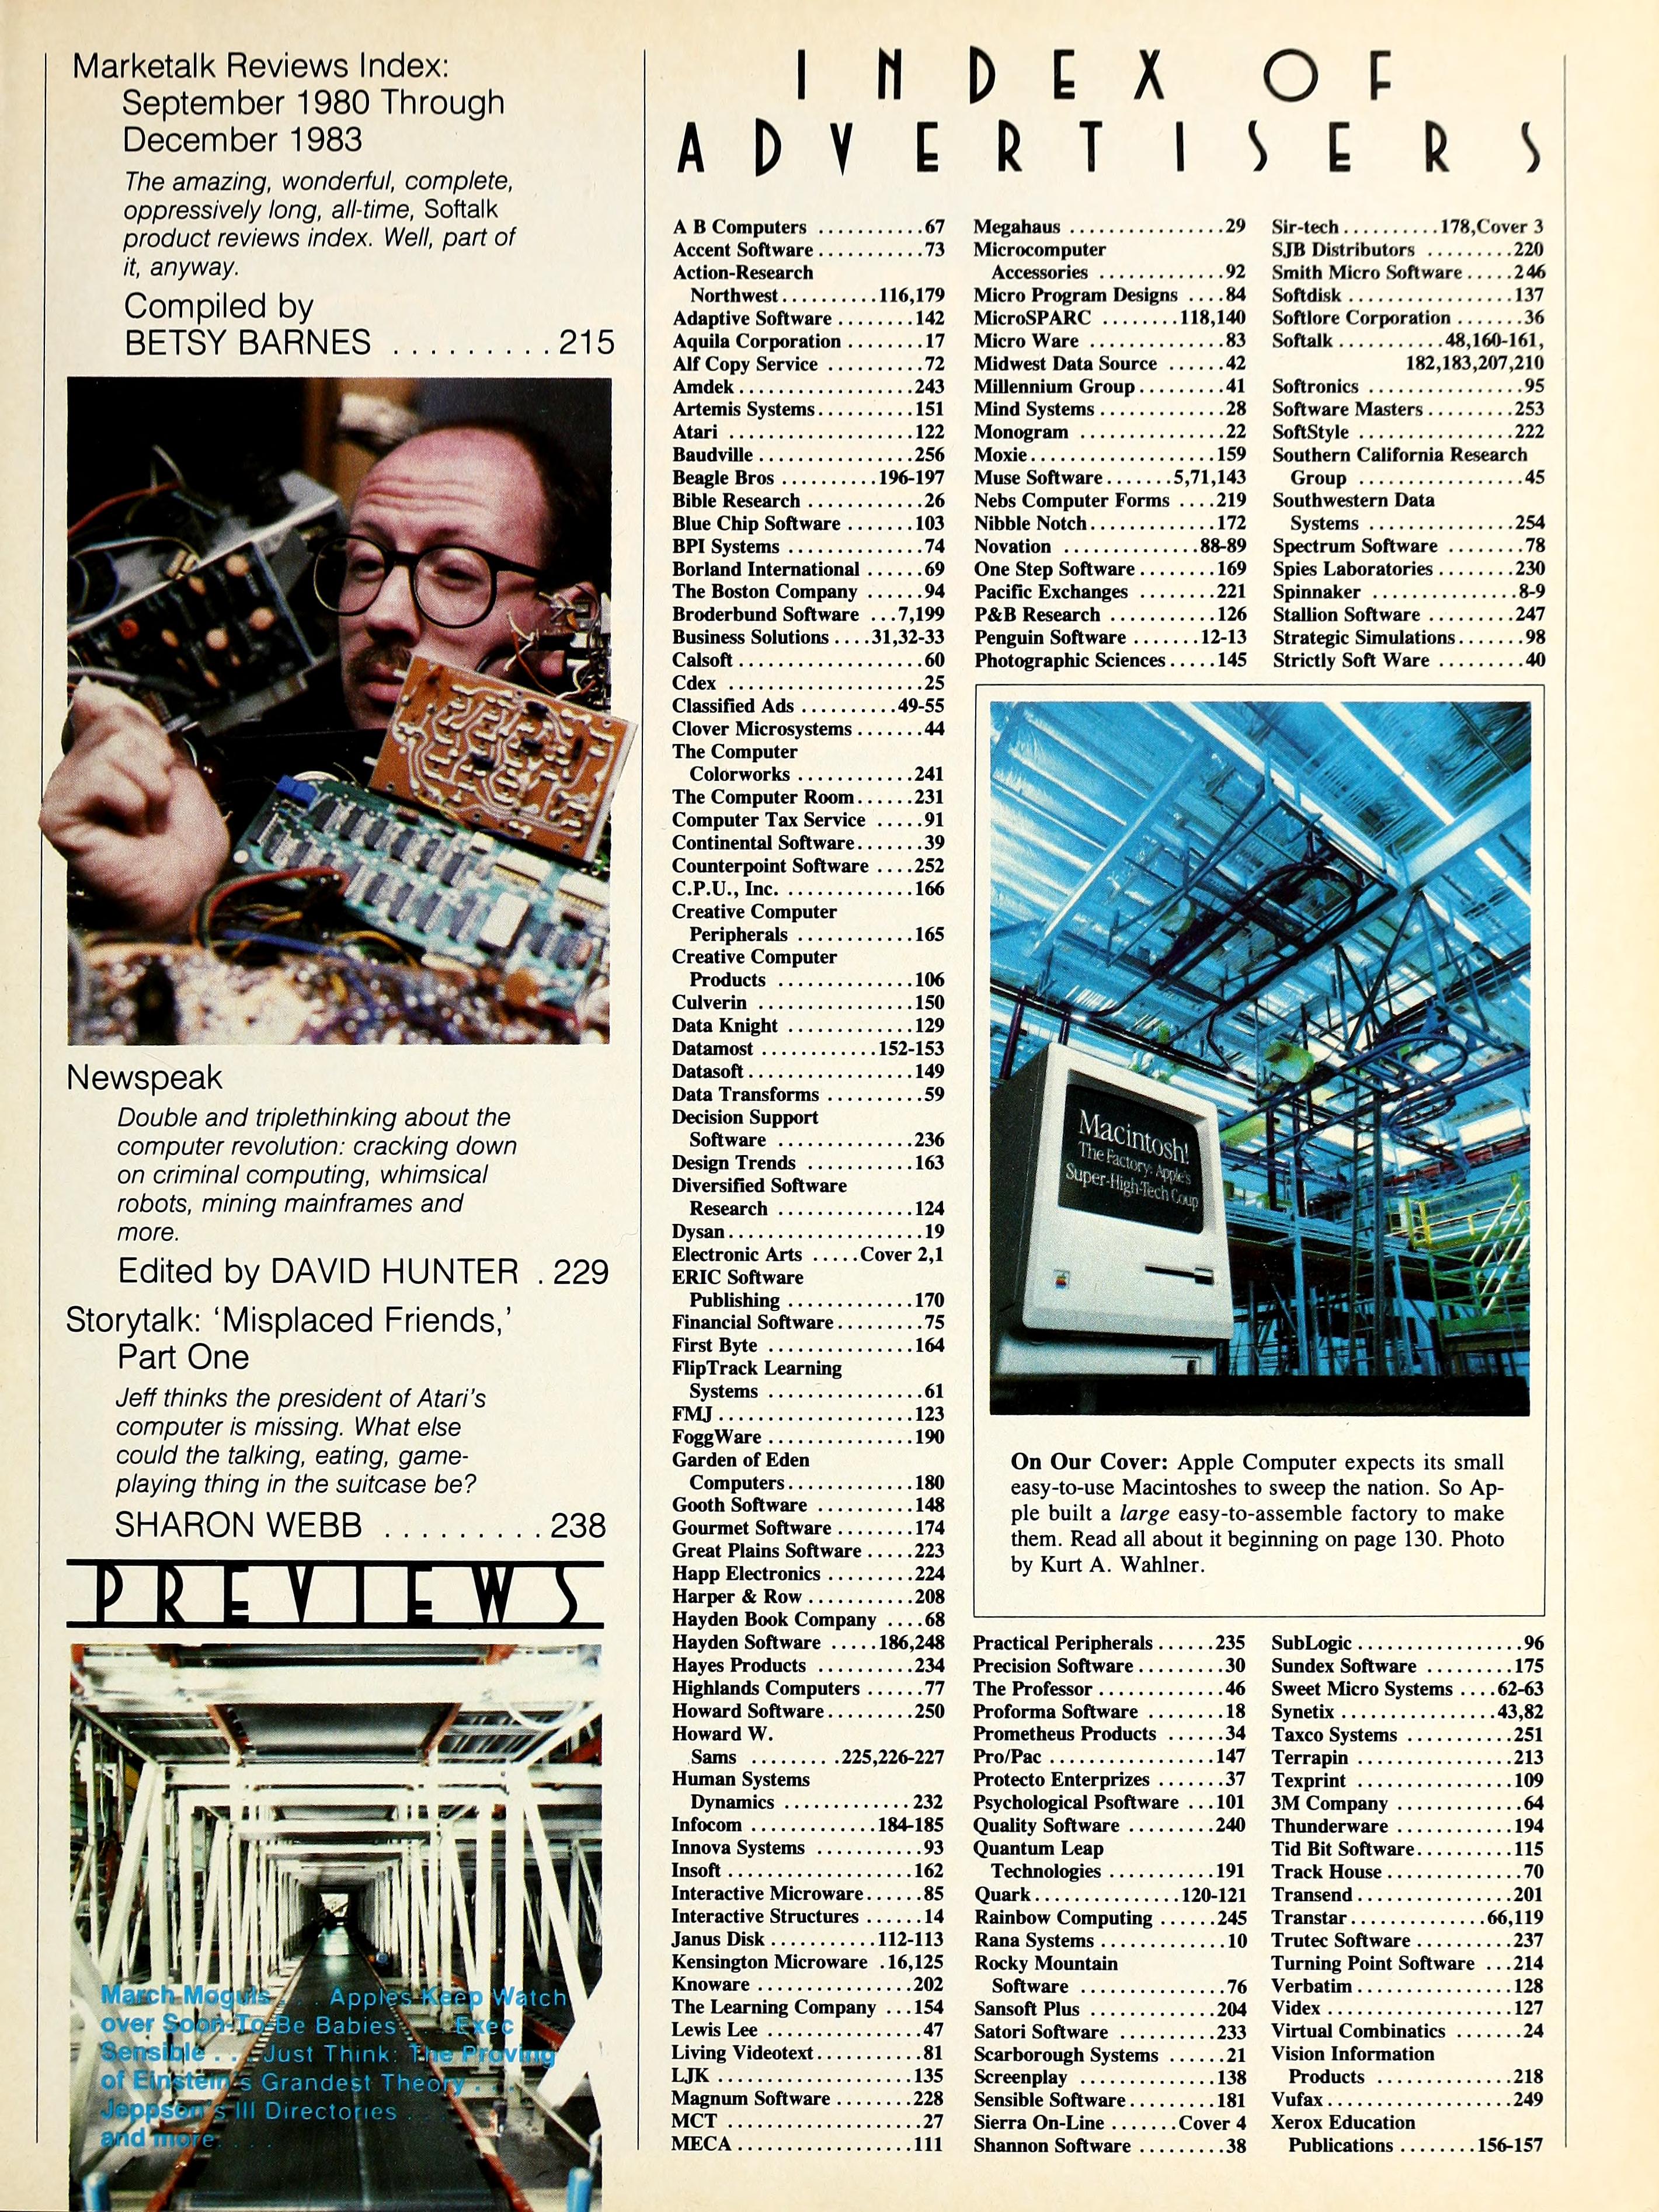 Marketalk Reviews Index:
September 1980 Through
December 1983
The amazing, wonderful, complete,
oppressively long, all-time, Softalk
product reviews index. Well, part of
it, anyway.
Compiled by
BETSY BARNES . . . . . . . . . 215
Newspeak
Double and triplethinking about the
computer revolution: cracking down
on criminal computing, whimsical
robots, mining mainframes and
more.
Edited by DAVID HUNTER . 229
Storytalk: ‘Misplaced Friends,’
Part One
Jeff thinks the president of Atari's
computer is missing. What else
could the talking, eating, game-
playing thing in the suitcase be?
SHARON WEBB . . . . . . . . . 238
PREVIEWS
March Moguls . . . Apples Keep Watch
over Soon-To-Be Babies . . . Exec
Sensible . . . Just Think: The Proving
of Einstein's Grandest Theory . . .
Jeppson's III Directories . . .
and more. . . .
INDEX OF
ADVERTISERS
A B Computers ...........67
Accent Software...........73
Action-Research
Northwest..........116,179
Adaptive Software ........142
Aquila Corporation ........17
Alf Copy Service ..........72
Amdek..................243
Artemis Systems..........151
Atari ...................122
Baudville................256
Beagle Bros ..........196-197
Bible Research ............26
Blue Chip Software .......103
BPI Systems ..............74
Borland International ......69
The Boston Company ......94
Broderbund Software ...7,199
Business Solutions ....31,32-33
Calsoft...................60
Cdex ....................25
Classified Ads ..........49-55
Clover Microsystems.......44
The Computer
Colorworks ............241
The Computer Room......231
Computer Tax Service .....91
Continental Software.......39
Counterpoint Software ....252
C.P.U., Inc. .............166
Creative Computer
Peripherals ............165
Creative Computer
Products ..............106
Culverin ................150
Data Knight .............129
Datamost ............152-153
Datasoft.................149
Data Transforms ..........59
Decision Support
Software ..............236
Design Trends ...........163
Diversified Software
Research ..............124
Dysan....................19
Electronic Arts .....Cover 2,1
ERIC Software
Publishing .............170
Financial Software.........75
First Byte ...............164
FlipTrack Learning
Systems ................61
FMJ....................123
FoggWare ...............190
Garden of Eden
Computers.............180
Gooth Software ..........148
Gourmet Software ........174
Great Plains Software.....223
Happ Electronics .........224
Harper & Row ...........208
Hayden Book Company ....68
Hayden Software .....186,248
Hayes Products ..........234
Highlands Computers ......77
Howard Software.........250
Howard W.
Sams .........225,226-227
Human Systems
Dynamics .............232
Infocom .............184-185
Innova Systems ...........93
Insoft...................162
Interactive Microware......85
Interactive Structures ......14
Janus Disk...........112-113
Kensington Microware .16,125
Knoware ................202
The Learning Company ...154
Lewis Lee ................47
Living Videotext...........81
LJK ....................135
Magnum Software ........228
MCT ....................27
MECA..................111
Megahaus ................29
Microcomputer
Accessories .............92
Micro Program Designs ....84
MicroSPARC ........118,140
Micro Ware ..............83
Midwest Data Source ......42
Millennium Group.........41
Mind Systems.............28
Monogram ...............22
Moxie...................159
Muse Software.......5,71,143
Nebs Computer Forms ....219
Nibble Notch.............172
Novation ..............88-89
One Step Software........169
Pacific Exchanges ........221
P&B Research ...........126
Penguin Software .......12-13
Photographic Sciences.....145
Sir-tech..........178,Cover 3
SJB Distributors .........220
Smith Micro Software.....246
Softdisk.................137
Softlore Corporation .......36
Softalk...........48,160-161,
182,183,207,210
Softronics ................95
Software Masters.........253
SoftStyle ................222
Southern California Research
Group .................45
Southwestern Data
Systems ...............254
Spectrum Software ........78
Spies Laboratories........230
Spinnaker ...............8-9
Stallion Software .........247
Strategic Simulations.......98
Strictly Soft Ware .........40
Macintosh!
The Factory: Apple's
Super-High-Tech Coup
On Our Cover: Apple Computer expects its small
easy-to-use Macintoshes to sweep the nation. So Ap-
ple built a large easy-to-assemble factory to make
them. Read all about it beginning on page 130. Photo
by Kurt A. Wahlner.
Practical Peripherals......235
Precision Software.........30
The Professor.............46
Proforma Software ........18
Prometheus Products ......34
Pro/Pac .................147
Protecto Enterprizes .......37
Psychological Psoftware ...101
Quality Software .........240
Quantum Leap
Technologies ...........191
Quark...............120-121
Rainbow Computing ......245
Rana Systems.............10
Rocky Mountain
Software ...............76
Sansoft Plus .............204
Satori Software ..........233
Scarborough Systems ......21
Screenplay ..............138
Sensible Software.........181
Sierra On-Line .......Cover 4
Shannon Software .........38
SubLogic.................96
Sundex Software .........175
Sweet Micro Systems ....62-63
Synetix................43,82
Taxco Systems ...........251
Terrapin ................213
Texprint ................109
3M Company .............64
Thunderware ............194
Tid Bit Software..........115
Track House..............70
Transend................201
Transtar..............66,119
Trutec Software..........237
Turning Point Software ...214
Verbatim................128
Videx...................127
Virtual Combinatics .......24
Vision Information
Products ..............218
Vufax...................249
Xerox Education
Publications ........156-157